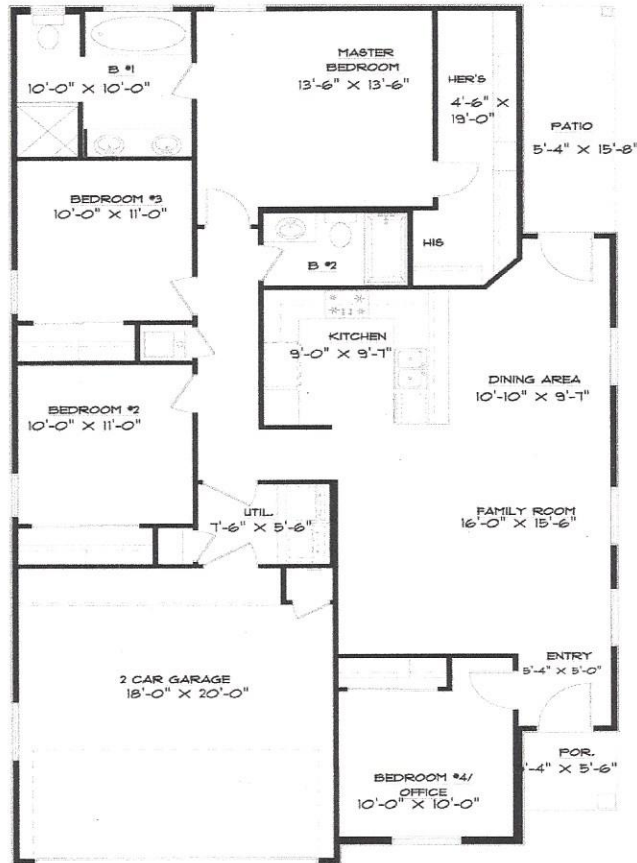 B #1
10'-0" X 10'-0"
MASTER
BEDROOM
13'-6" X 13'-6"
HER'S
4'-6" X
19'-0"
PATIO
5'-4" X 15'-8"
BEDROOM #3
10'-0" X 11'-0"
B #2
HIS
KITCHEN
9'-0" X 9'-7"
DINING AREA
10'-10" X 9'-7"
BEDROOM #2
10'-0" X 11'-0"
UTIL.
7'-6" X 5'-6"
FAMILY ROOM
16'-0" X 15'-6"
2 CAR GARAGE
18'-0" X 20'-0"
ENTRY
5'-4" X 5'-0"
POR.
'-4" X 5'-6"
BEDROOM #4/
OFFICE
10'-0" X 10'-0"